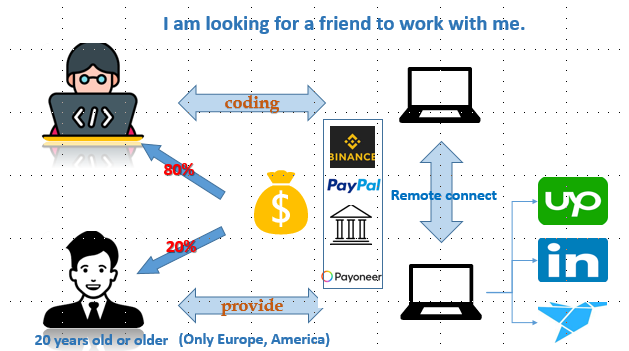 I am looking for a friend to work with me.
</>
coding
BINANCE
80%
PayPal
Remote connect
up
$
in
20%
Payoneer
provide
20 years old or older
(Only Europe, America)